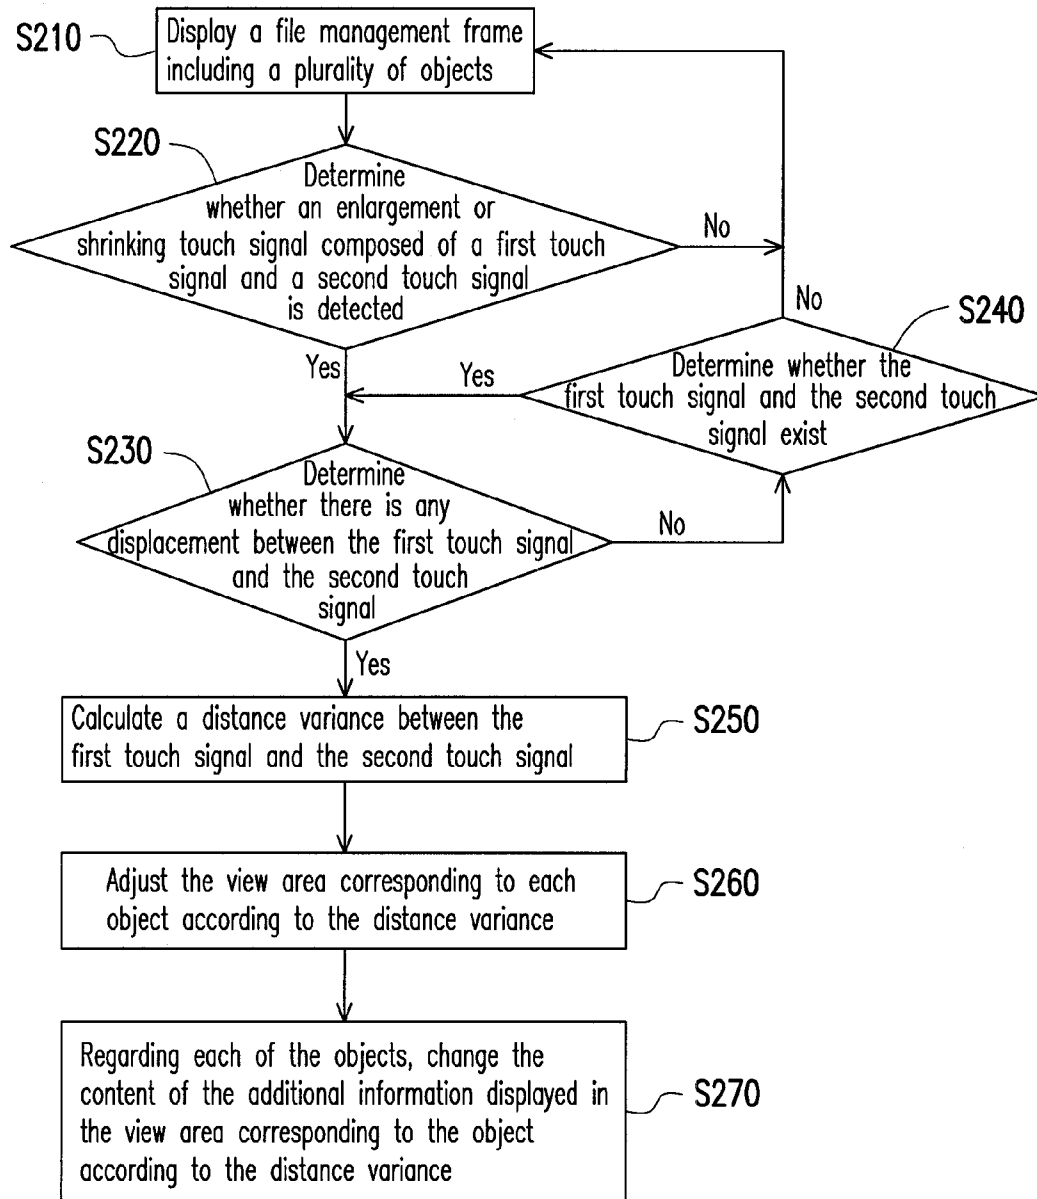 S210
Display a file management frame
including a plurality of objects
S220
Determine
whether an enlargement or
shrinking touch signal composed of a first touch
signal and a second touch signal
is detected
No
Yes
No
S240
Determine whether the
first touch signal and the second touch
signal exist
Yes
S230
Determine
whether there is any
displacement between the first touch signal
and the second touch
signal
No
Yes
Calculate a distance variance between the
first touch signal and the second touch signal
S250
Adjust the view area corresponding to each
object according to the distance variance
S260
Regarding each of the objects, change the
content of the additional information displayed in
the view area corresponding to the object
according to the distance variance
S270